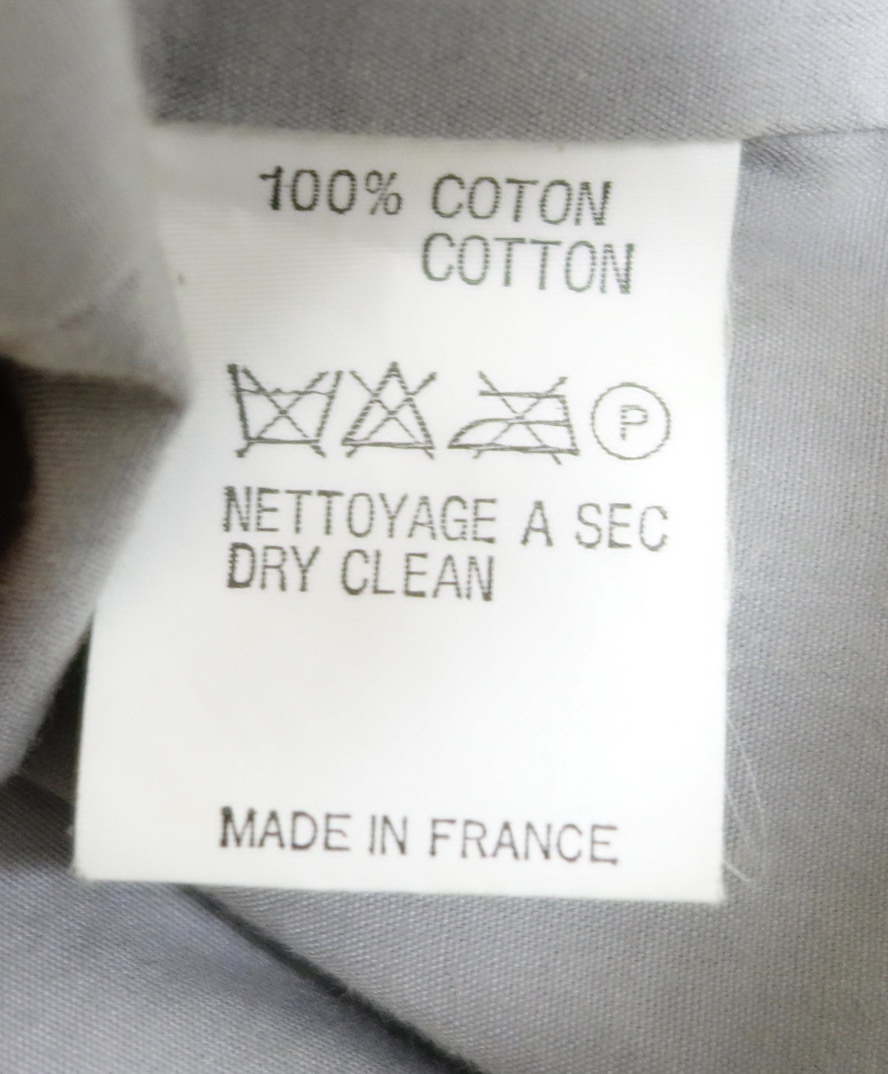 100% COTON
COTTON
P
NETTOYAGE A SEC
DRY CLEAN
MADE IN FRANCE